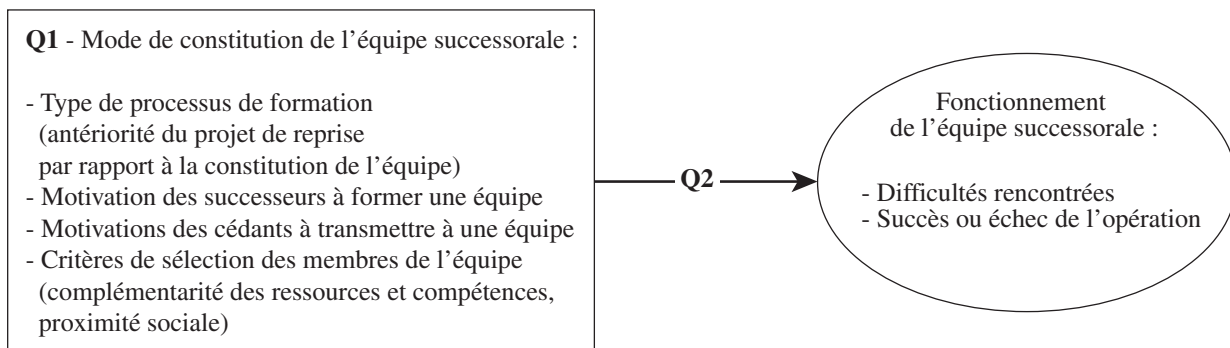 Q1 - Mode de constitution de l’équipe successorale :
- Type de processus de formation
(antériorité du projet de reprise
par rapport à la constitution de l’équipe)
- Motivation des successeurs à former une équipe
- Motivations des cédants à transmettre à une équipe
- Critères de sélection des membres de l’équipe
(complémentarité des ressources et compétences,
proximité sociale)
Q2
Fonctionnement
de l’équipe successorale :
- Difficultés rencontrées
- Succès ou échec de l’opération